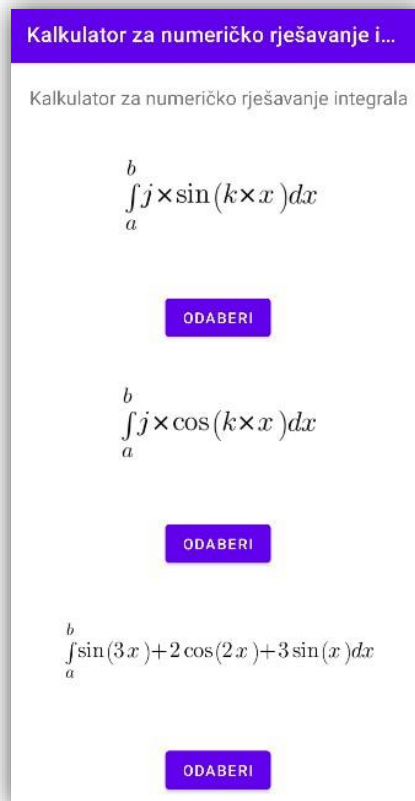 Kalkulator za numeričko rješavanje i...
Kalkulator za numeričko rješavanje integrala
b
∫ j×sin(k×x)dx
a
ODABERI
b
∫ j×cos(k×x)dx
a
ODABERI
b
∫ sin(3x)+2cos(2x)+3sin(x)dx
a
ODABERI